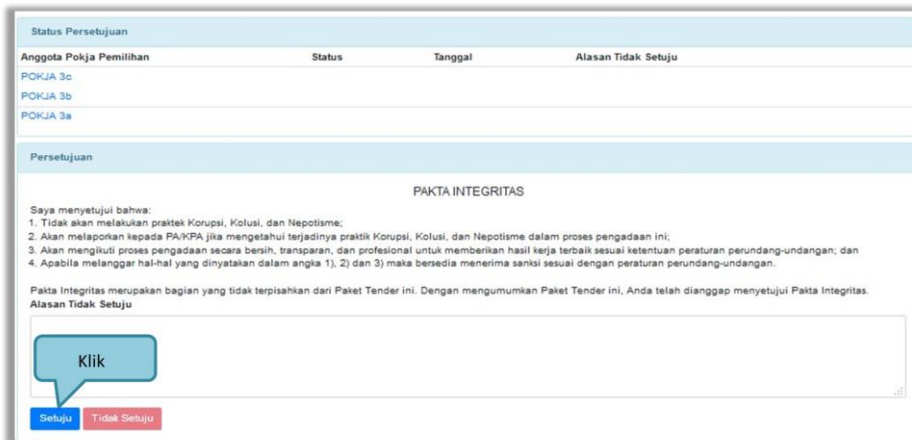 Status Persetujuan
Anggota Pokja Pemilihan Status Tanggal Alasan Tidak Setuju
POKJA 3c
POKJA 3b
POKJA 3a
Persetujuan
PAKTA INTEGRITAS
Saya menyetujui bahwa:
1. Tidak akan melakukan praktek Korupsi, Kolusi, dan Nepotisme;
2. Akan melaporkan kepada PA/KPA jika mengetahui terjadinya praktik Korupsi, Kolusi, dan Nepotisme dalam proses pengadaan ini;
3. Akan mengikuti proses pengadaan secara bersih, transparan, dan profesional untuk memberikan hasil kerja terbaik sesuai ketentuan peraturan perundang-undangan; dan
4. Apabila melanggar hal-hal yang dinyatakan dalam angka 1), 2) dan 3) maka bersedia menerima sanksi sesuai dengan peraturan perundang-undangan.
Pakta Integritas merupakan bagian yang tidak terpisahkan dari Paket Tender ini. Dengan mengumumkan Paket Tender ini, Anda telah dianggap menyetujui Pakta Integritas.
Alasan Tidak Setuju
Klik
Setuju Tidak Setuju